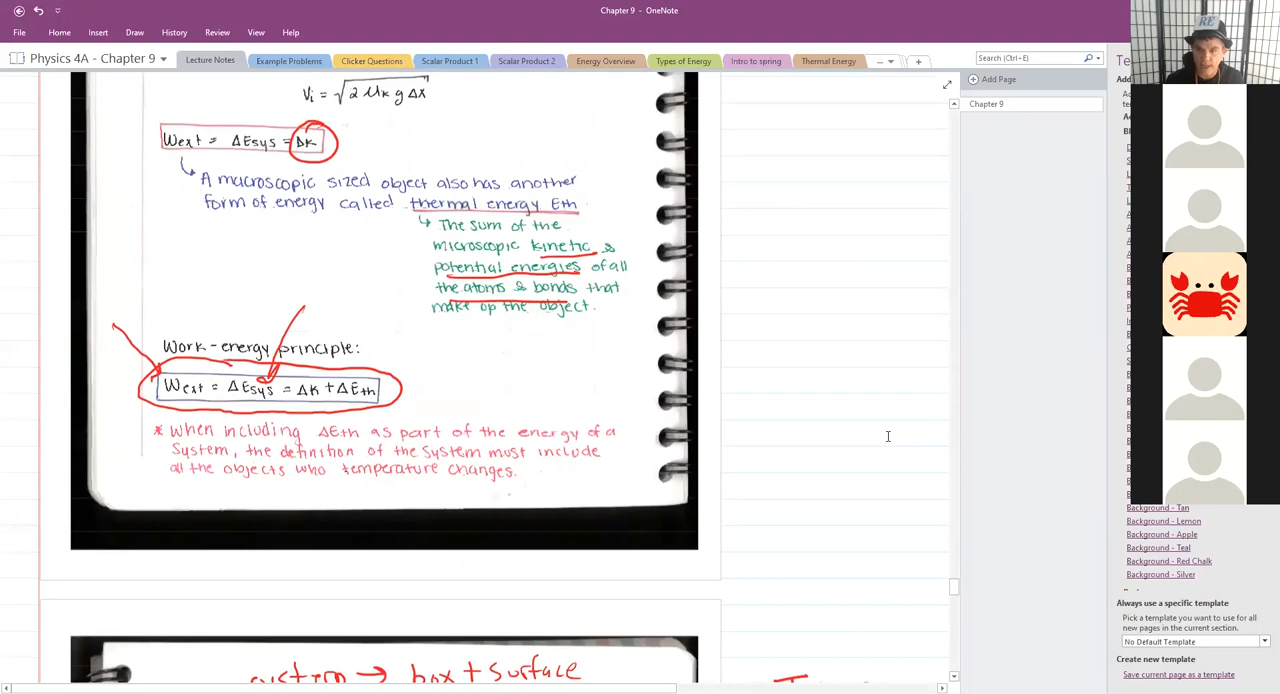 Chapter 9 - OneNote
File Home Insert Draw History Review View Help
Physics 4A - Chapter 9 Lecture Notes Example Problems Clicker Questions Scalar Product 1 Scalar Product 2 Energy Overview Types of Energy Intro to spring Thermal Energy
Search (Ctrl+E)
Add Page
Chapter 9
Vi = √2 Mk g Δx
Wext = ΔEsys = ΔK
A macroscopic sized object also has another
form of energy called thermal energy Eth
The sum of the
microscopic kinetic &
potential energies of all
the atoms & bonds that
make up the object.
Work-energy principle:
Wext = ΔEsys = ΔK + ΔEth
* When including ΔEth as part of the energy of a
System, the definition of the System must include
all the objects who temperature changes.
system → box + surface
RE
Background - Tan
Background - Lemon
Background - Apple
Background - Teal
Background - Red Chalk
Background - Silver
Always use a specific template
Pick a template you want to use for all
new pages in the current section.
No Default Template
Create new template
Save current page as a template